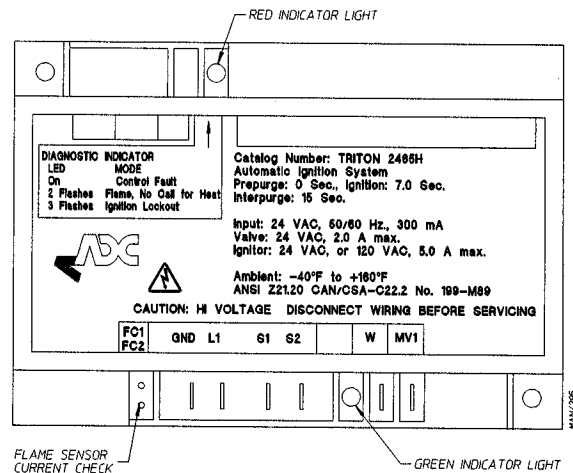 RED INDICATOR LIGHT
DIAGNOSTIC INDICATOR
LED MODE
On Control Fault
2 Flashes Flame, No Call for Heat
3 Flashes Ignition Lockout
Catalog Number: TRITON 2465H
Automatic Ignition System
Prepurge: 0 Sec., Ignition: 7.0 Sec.
Interpurge: 15 Sec.
Input: 24 VAC, 50/60 Hz., 300 mA
Valve: 24 VAC, 2.0 A max.
Ignitor: 24 VAC, or 120 VAC, 5.0 A max.
Ambient: -40°F to +160°F
ANSI Z21.20 CAN/CSA-C22.2 No. 199-M89
ADC
CAUTION: HI VOLTAGE DISCONNECT WIRING BEFORE SERVICING
FC1
FC2
GND L1 S1 S2 W MV1
FLAME SENSOR
CURRENT CHECK
GREEN INDICATOR LIGHT